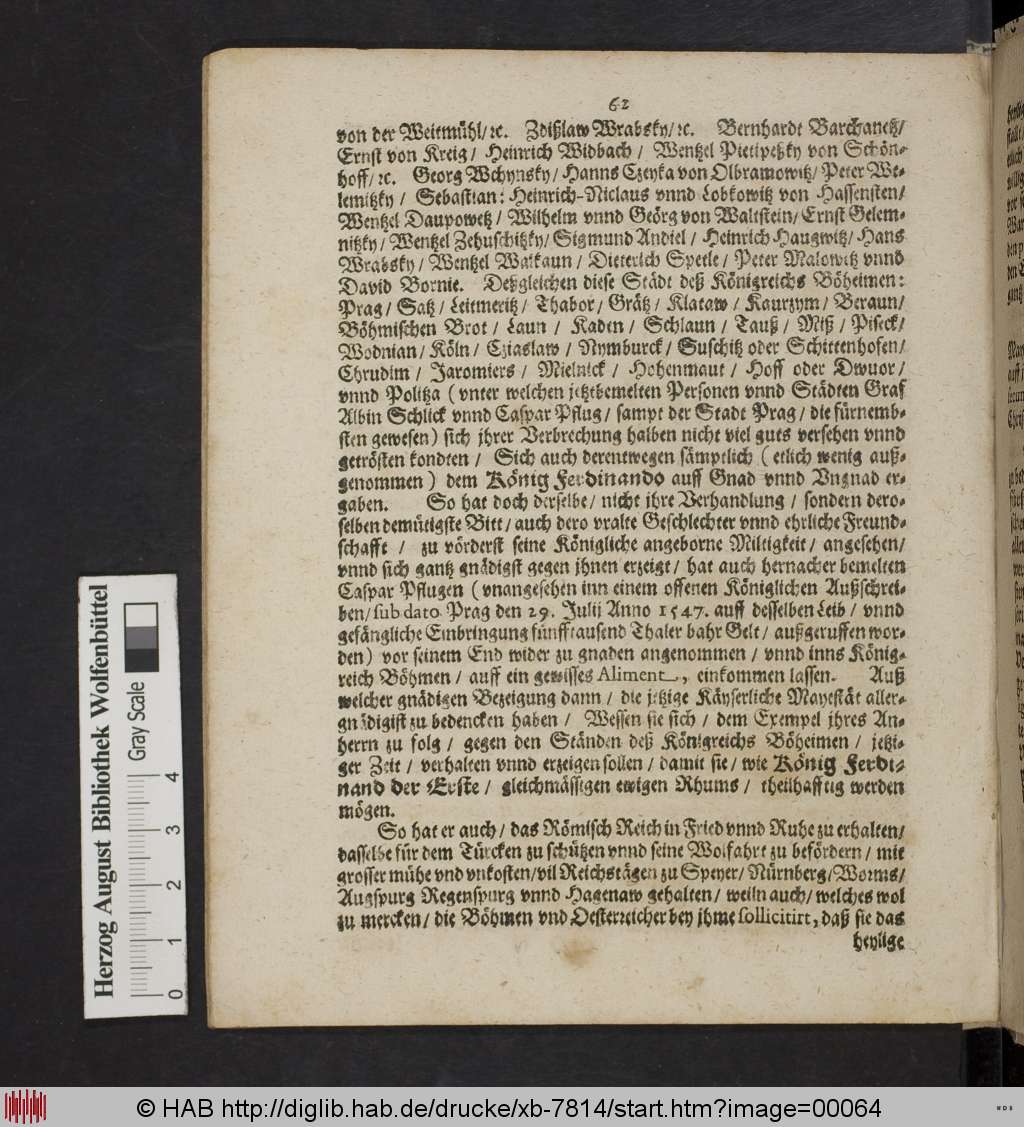 62
von der Weitmühl/ ꝛc. Zdißlaw Wrabsky/ ꝛc. Bernhardt Barchanetz/
Ernst von Kreig / Heinrich Widbach / Wentzel Pietipetzky von Schön-
hoff/ ꝛc. Georg Wchynsky/ Hanns Czeyka von Olbramowitz/ Peter We-
lemitzky / Sebastian: Heinrich-Niclaus vnnd Lobkowitz von Hassensten/
Wentzel Daupowetz / Wilhelm vnnd Geörg von Waltstein/ Ernst Gelem-
nitzky/ Wentzel Zehuschitzky/ Sigmund Andiel / Heinrich Haugwitz/ Hans
Wrabsky / Wentzel Walkaun / Dietterich Sperle / Peter Malowetz vnnd
David Bornie. Deßgleichen diese Städt deß Königreichs Böheimen:
Prag / Satz / Leitmeritz / Thabor / Grätz / Klataw / Kaurzym / Beraun/
Böhmischen Brot / Laun / Kaden / Schlaun / Tauß / Miß / Piseck/
Wodnian / Köln / Cziaslaw / Nymburck / Suschitz oder Schittenhofen/
Chrudim / Jaromiers / Mielnick / Hohenmaut / Hoff oder Dwuor /
vnnd Politza ( vnter welchen jetztbemelten Personen vnnd Städten Graf
Albin Schlick vnnd Caspar Pflug / sampt der Stadt Prag / die fürnemb-
sten gewesen) sich jhrer Verbrechung halben nicht viel guts versehen vnnd
getrösten kondten / Sich auch derentwegen sämptlich ( etlich wenig auß-
genommen ) dem König Ferdinando auff Gnad vnnd Vngnad er-
gaben. So hat doch derselbe / nicht ihre Verhandlung / sondern dero-
selben demütigste Bitt / auch dero vralte Geschlechter vnnd ehrliche Freund-
schafft / zu vörderst seine Königliche angeborne Miltigkeit / angesehen/
vnnd sich gantz gnädigst gegen jhnen erzeigt / hat auch hernacher bemelten
Caspar Pflugen ( vnangesehen inn einem offenen Königlichen Außschrei-
ben/ sub dato Prag den 29. Julij Anno 1547. auff desselben Leib / vnnd
gefängliche Einbringung fünfftausend Thaler bahr Gelt / außgeruffen wor-
den) vor seinem End wider zu gnaden angenommen / vnnd inns König-
reich Böhmen / auff ein gewisses Aliment, einkommen lassen. Auß
welcher gnädigen Bezeigung dann / die jetzige Käyserliche Mayestät aller-
gnädigist zu bedencken haben / Wessen sie sich / dem Exempel jhres An-
herrn zu folg / gegen den Ständen deß Königreichs Böheimen / jetzi-
ger Zeit / verhalten vnnd erzeigen sollen / damit sie / wie König Ferdi-
nand der Erste / gleichmässigen ewigen Rhums / theilhafftig werden
mögen.
So hat er auch / das Römisch Reich in Fried vnnd Ruhe zu erhalten/
dasselbe für dem Türcken zu schützen vnnd seine Wolfahrt zu befördern / mit
grosser mühe vnd vnkosten/ vil Reichstägen zu Speyer/ Nürnberg/ Worms/
Augspurg Regenspurg vnnd Hagenaw gehalten / weiln auch/ welches wol
zu mercken / die Böhmen vnd Oesterreicher bey jhme sollicitirt, daß sie das
heylige
Herzog August Bibliothek Wolfenbüttel
Gray Scale
0 1 2 3 4
© HAB http://diglib.hab.de/drucke/xb-7814/start.htm?image=00064